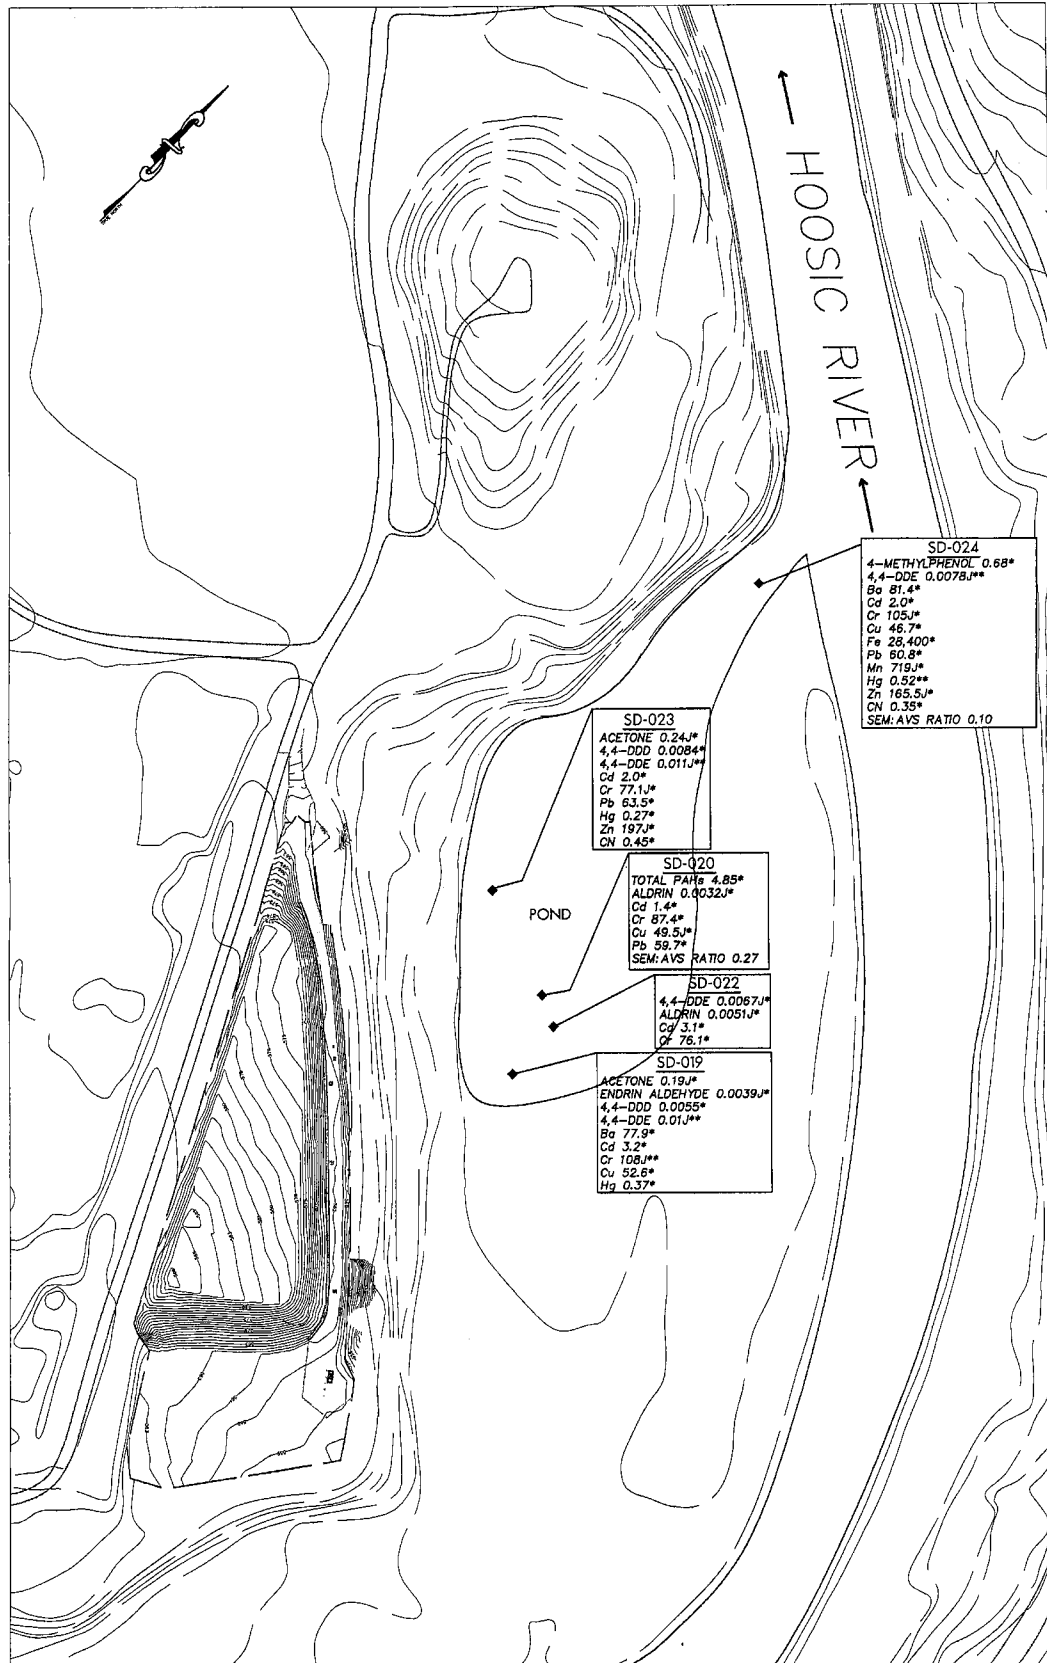 HOOSIC RIVER
SD-024
4-METHYLPHENOL 0.68*
4,4-DDE 0.0078J**
Ba 81.4*
Cd 2.0*
Cr 105J*
Cu 46.7*
Fe 28,400*
Pb 60.8*
Mn 719J*
Hg 0.52**
Zn 165.5J*
CN 0.35*
SEM:AVS RATIO 0.10
SD-023
ACETONE 0.24J*
4,4-DDD 0.0084*
4,4-DDE 0.011J**
Cd 2.0*
Cr 77.1J*
Pb 63.5*
Hg 0.27*
Zn 197J*
CN 0.45*
SD-020
TOTAL PAHs 4.85*
ALDRIN 0.0032J*
Cd 1.4*
Cr 87.4*
Cu 49.5J*
Pb 59.7*
SEM:AVS RATIO 0.27
POND
SD-022
4,4-DDE 0.0067J*
ALDRIN 0.0051J*
Cd 3.1*
Cr 76.1*
SD-019
ACETONE 0.19J*
ENDRIN ALDEHYDE 0.0039J*
4,4-DDD 0.0055*
4,4-DDE 0.01J**
Ba 77.9*
Cd 3.2*
Cr 108J**
Cu 52.6*
Hg 0.37*